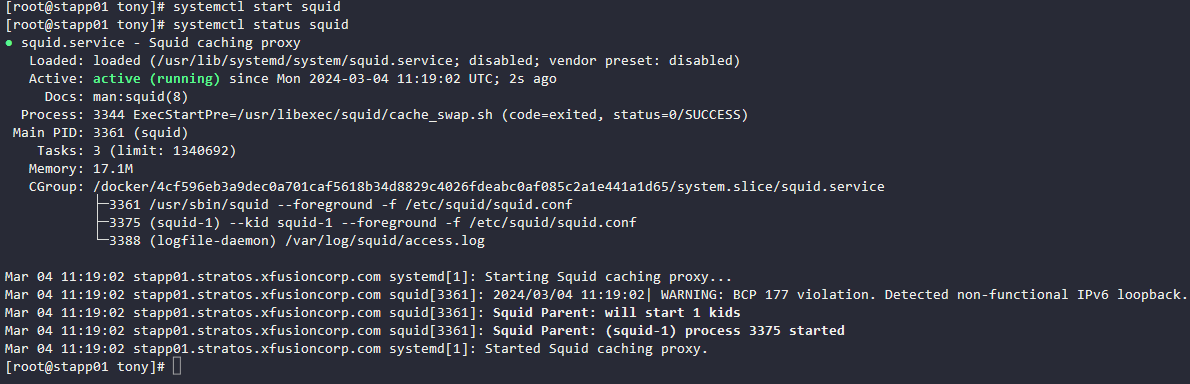 [root@stapp01 tony]# systemctl start squid
[root@stapp01 tony]# systemctl status squid
● squid.service - Squid caching proxy
   Loaded: loaded (/usr/lib/systemd/system/squid.service; disabled; vendor preset: disabled)
   Active: active (running) since Mon 2024-03-04 11:19:02 UTC; 2s ago
     Docs: man:squid(8)
  Process: 3344 ExecStartPre=/usr/libexec/squid/cache_swap.sh (code=exited, status=0/SUCCESS)
 Main PID: 3361 (squid)
    Tasks: 3 (limit: 1340692)
   Memory: 17.1M
   CGroup: /docker/4cf596eb3a9dec0a701caf5618b34d8829c4026fdeabc0af085c2a1e441a1d65/system.slice/squid.service
           ├─3361 /usr/sbin/squid --foreground -f /etc/squid/squid.conf
           ├─3375 (squid-1) --kid squid-1 --foreground -f /etc/squid/squid.conf
           └─3388 (logfile-daemon) /var/log/squid/access.log

Mar 04 11:19:02 stapp01.stratos.xfusioncorp.com systemd[1]: Starting Squid caching proxy...
Mar 04 11:19:02 stapp01.stratos.xfusioncorp.com squid[3361]: 2024/03/04 11:19:02| WARNING: BCP 177 violation. Detected non-functional IPv6 loopback.
Mar 04 11:19:02 stapp01.stratos.xfusioncorp.com squid[3361]: Squid Parent: will start 1 kids
Mar 04 11:19:02 stapp01.stratos.xfusioncorp.com squid[3361]: Squid Parent: (squid-1) process 3375 started
Mar 04 11:19:02 stapp01.stratos.xfusioncorp.com systemd[1]: Started Squid caching proxy.
[root@stapp01 tony]#